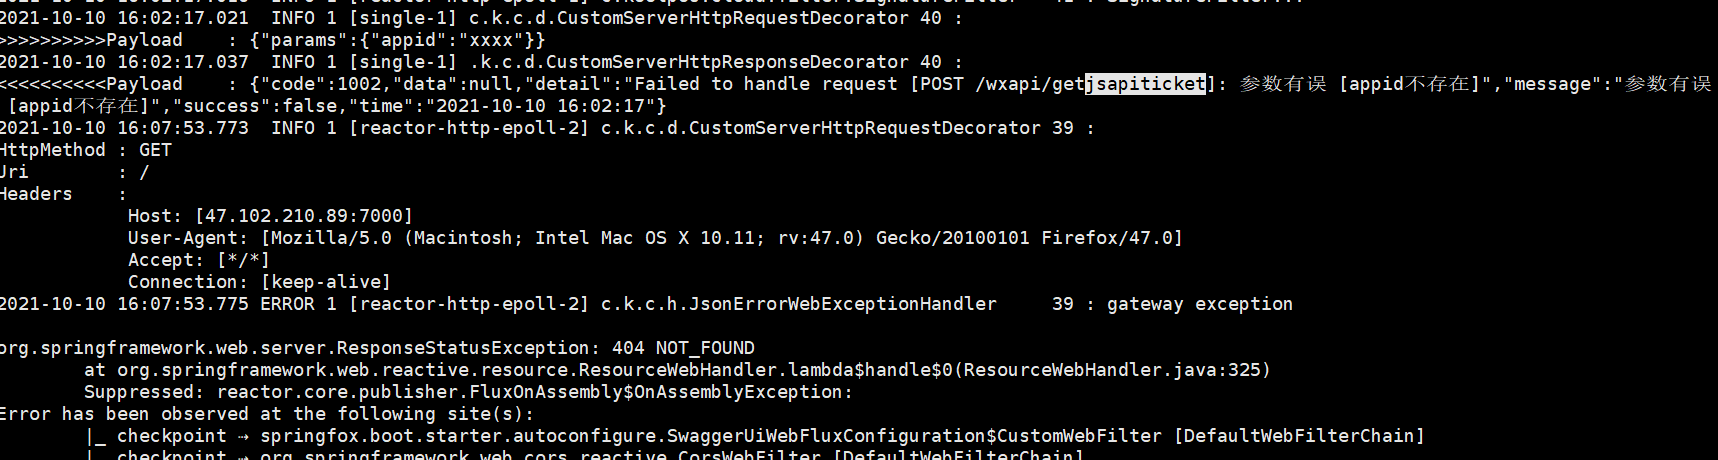 2021-10-10 16:02:17.021  INFO 1 [single-1] c.k.c.d.CustomServerHttpRequestDecorator 40 :
>>>>>>>>>>Payload    : {"params":{"appid":"xxxx"}}
2021-10-10 16:02:17.037  INFO 1 [single-1] .k.c.d.CustomServerHttpResponseDecorator 40 :
<<<<<<<<<<Payload    : {"code":1002,"data":null,"detail":"Failed to handle request [POST /wxapi/getjsapiticket]: 参数有误 [appid不存在]","message":"参数有误
[appid不存在]","success":false,"time":"2021-10-10 16:02:17"}
2021-10-10 16:07:53.773  INFO 1 [reactor-http-epoll-2] c.k.c.d.CustomServerHttpRequestDecorator 39 :
HttpMethod : GET
Uri        : /
Headers    :
Host: [47.102.210.89:7000]
User-Agent: [Mozilla/5.0 (Macintosh; Intel Mac OS X 10.11; rv:47.0) Gecko/20100101 Firefox/47.0]
Accept: [*/*]
Connection: [keep-alive]
2021-10-10 16:07:53.775 ERROR 1 [reactor-http-epoll-2] c.k.c.h.JsonErrorWebExceptionHandler     39 : gateway exception
org.springframework.web.server.ResponseStatusException: 404 NOT_FOUND
at org.springframework.web.reactive.resource.ResourceWebHandler.lambda$handle$0(ResourceWebHandler.java:325)
Suppressed: reactor.core.publisher.FluxOnAssembly$OnAssemblyException:
Error has been observed at the following site(s):
|_ checkpoint ⇢ springfox.boot.starter.autoconfigure.SwaggerUiWebFluxConfiguration$CustomWebFilter [DefaultWebFilterChain]
|_ checkpoint ⇢ org.springframework.web.cors.reactive.CorsWebFilter [DefaultWebFilterChain]